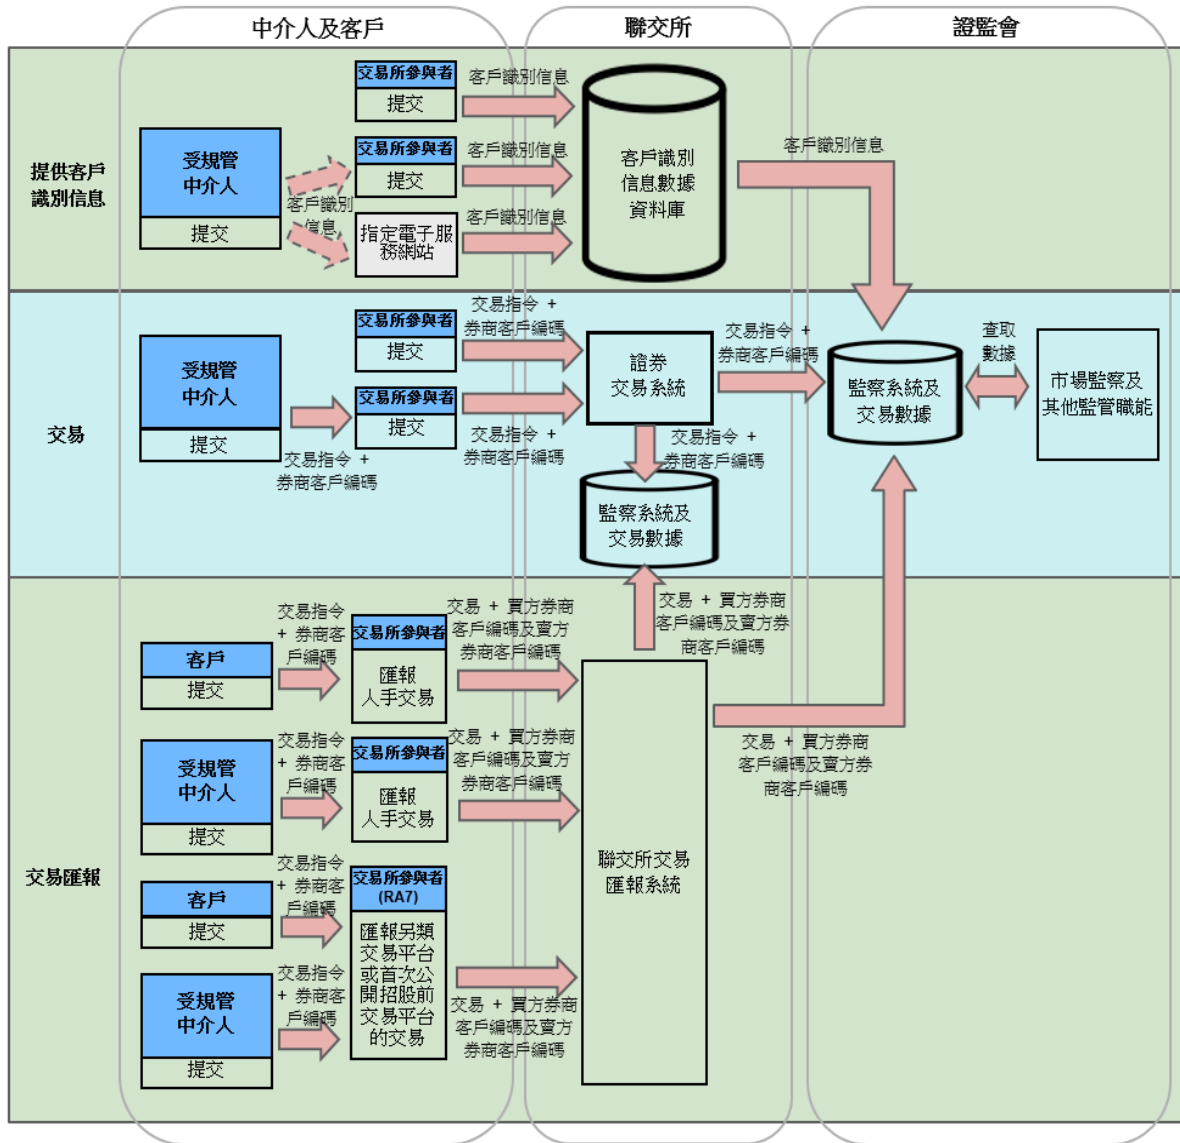 中介人及客戶
聯交所
證監會
提供客戶
識別信息
受規管
中介人
提交
客戶識別
信息
交易所參與者
提交
客戶識別信息
交易所參與者
提交
客戶識別信息
指定電子服
務網站
客戶識別信息
客戶識別
信息數據
資料庫
客戶識別信息
交易
受規管
中介人
提交
交易指令 +
券商客戶編碼
交易所參與者
提交
交易指令 +
券商客戶編碼
交易所參與者
提交
交易指令 +
券商客戶編碼
證券
交易系統
交易指令 +
券商客戶編碼
交易指令 +
券商客戶編碼
監察系統及
交易數據
監察系統及
交易數據
查取
數據
市場監察及
其他監管職能
交易匯報
客戶
提交
交易指令
+ 券商客
戶編碼
交易所參與者
匯報
人手交易
交易 + 買方券商
客戶編碼及賣方
券商客戶編碼
受規管
中介人
提交
交易指令
+ 券商客
戶編碼
交易所參與者
匯報
人手交易
交易 + 買方券商
客戶編碼及賣方
券商客戶編碼
客戶
提交
交易指令
+ 券商客
戶編碼
受規管
中介人
提交
交易指令
+ 券商客
戶編碼
交易所參與者
(RA7)
匯報另類
交易平台
或首次公
開招股前
交易平台
的交易
交易 + 買方券商
客戶編碼及賣方
券商客戶編碼
聯交所交易
匯報系統
交易 + 買方券商
客戶編碼及賣方券
商客戶編碼
交易 + 買方券商
客戶編碼及賣方券
商客戶編碼